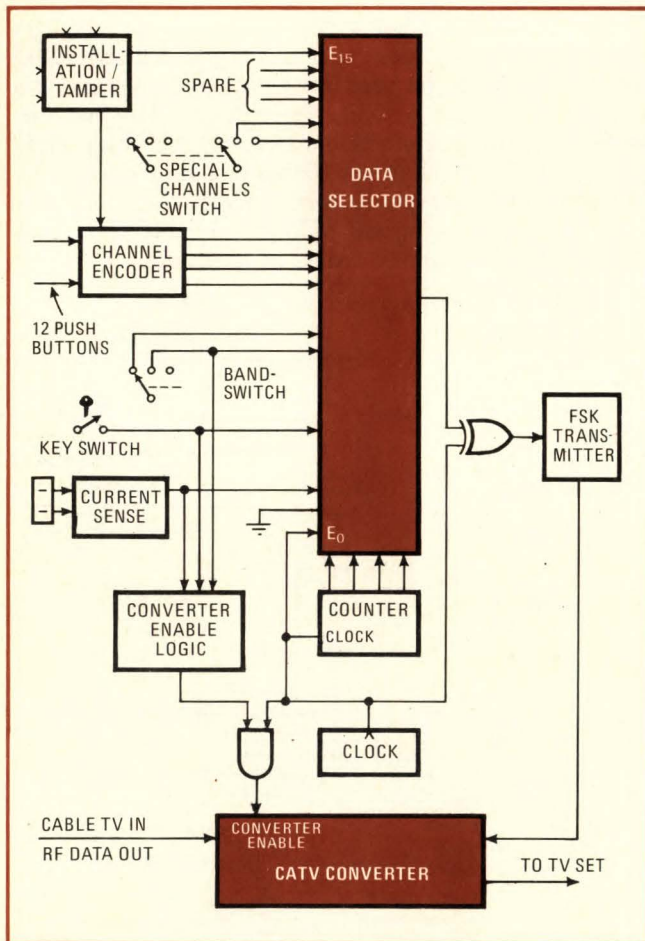 INSTALL-
ATION /
TAMPER
E15
SPARE
SPECIAL
CHANNELS
SWITCH
DATA
SELECTOR
CHANNEL
ENCODER
12 PUSH
BUTTONS
BAND-
SWITCH
KEY SWITCH
FSK
TRANS-
MITTER
CURRENT
SENSE
E0
CONVERTER
ENABLE
LOGIC
COUNTER
CLOCK
CLOCK
CABLE TV IN
RF DATA OUT
CONVERTER
ENABLE
CATV CONVERTER
TO TV SET